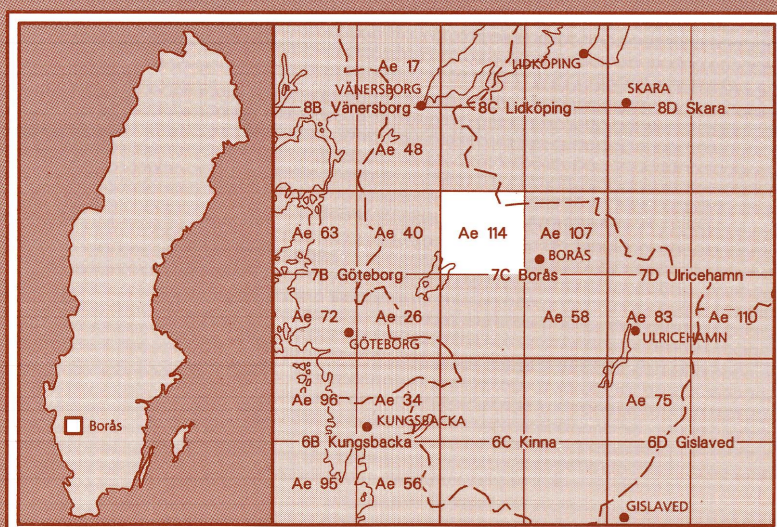 Ae 17
LIDKÖPING
VÄNERSBORG
SKARA
8B Vänersborg
8C Lidköping
8D Skara
Ae 48
Ae 63
Ae 40
Ae 114
Ae 107
BORÅS
7B Göteborg
7C Borås
7D Ulricehamn
Ae 72
Ae 26
Ae 58
Ae 83
Ae 110
GÖTEBORG
ULRICEHAMN
Ae 96
Ae 34
Ae 75
KUNGSBACKA
Borås
6B Kungsbacka
6C Kinna
6D Gislaved
Ae 95
Ae 56
GISLAVED